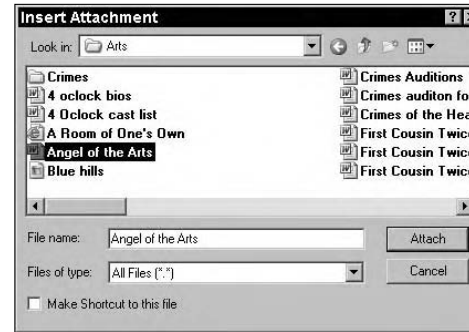 Insert Attachment
Look in: Arts
Crimes
4 oclock bios
4 Oclock cast list
A Room of One's Own
Angel of the Arts
Blue hills
Crimes Auditions
Crimes auditon fo
Crimes of the Hea
First Cousin Twic
First Cousin Twic
First Cousin Twic
File name: Angel of the Arts Attach
Files of type: All Files (*.*) Cancel
Make Shortcut to this file